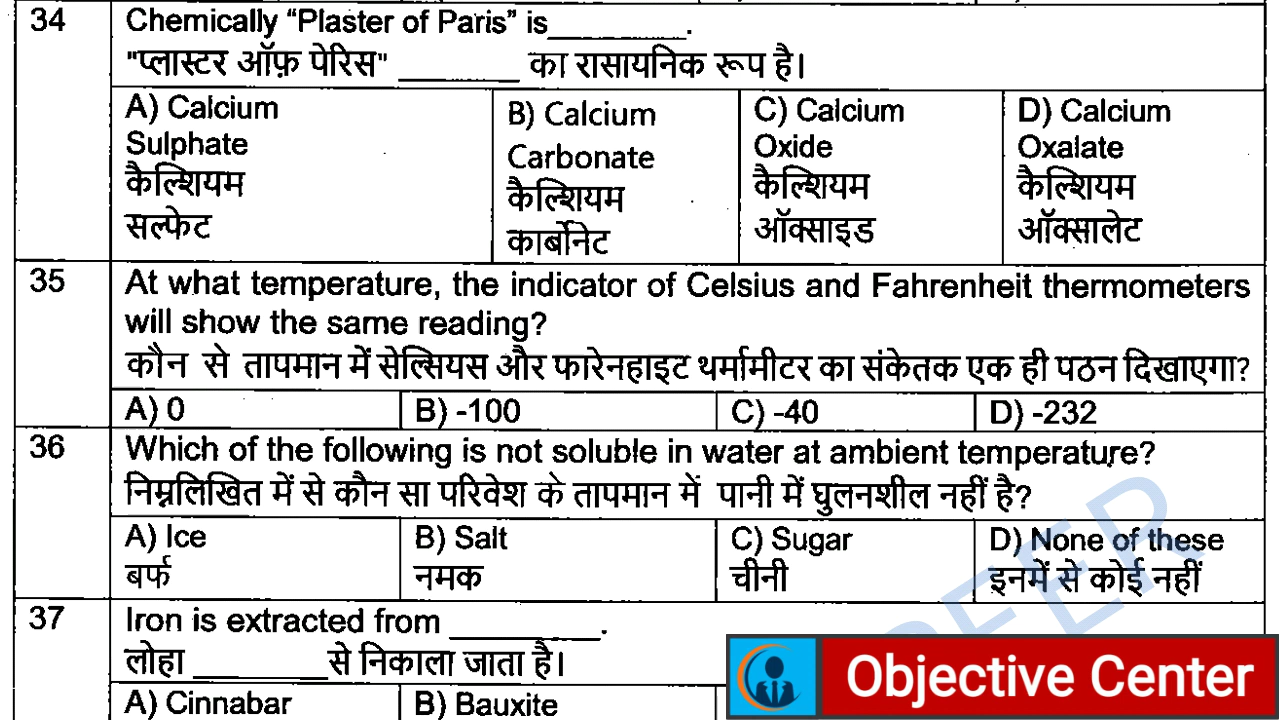 34
Chemically “Plaster of Paris” is__________.
"प्लास्टर ऑफ़ पेरिस" ________ का रासायनिक रूप है।
A) Calcium
Sulphate
कैल्शियम
सल्फेट
B) Calcium
Carbonate
कैल्शियम
कार्बोनेट
C) Calcium
Oxide
कैल्शियम
ऑक्साइड
D) Calcium
Oxalate
कैल्शियम
ऑक्सालेट
35
At what temperature, the indicator of Celsius and Fahrenheit thermometers
will show the same reading?
कौन से तापमान में सेल्सियस और फारेनहाइट थर्मामीटर का संकेतक एक ही पठन दिखाएगा?
A) 0
B) -100
C) -40
D) -232
36
Which of the following is not soluble in water at ambient temperature?
निम्नलिखित में से कौन सा परिवेश के तापमान में पानी में घुलनशील नहीं है?
A) Ice
बर्फ
B) Salt
नमक
C) Sugar
चीनी
D) None of these
इनमें से कोई नहीं
37
Iron is extracted from __________.
लोहा _________से निकाला जाता है।
A) Cinnabar
B) Bauxite
Objective Center